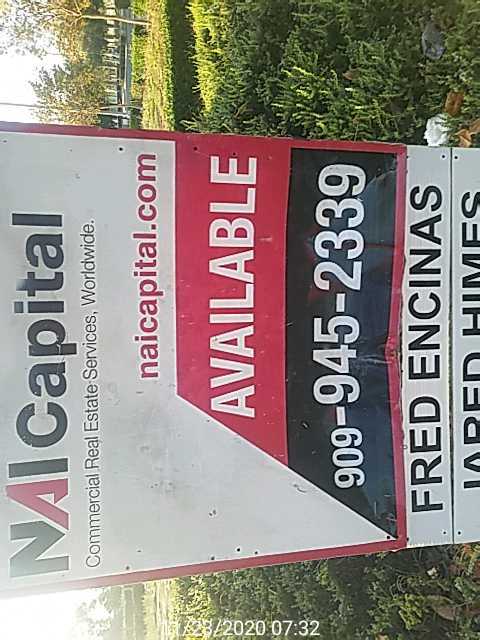 NAI Capital
Commercial Real Estate Services, Worldwide.
naicapital.com
AVAILABLE
909-945-2339
FRED ENCINAS
JARED HIMES
11/23/2020 07:32